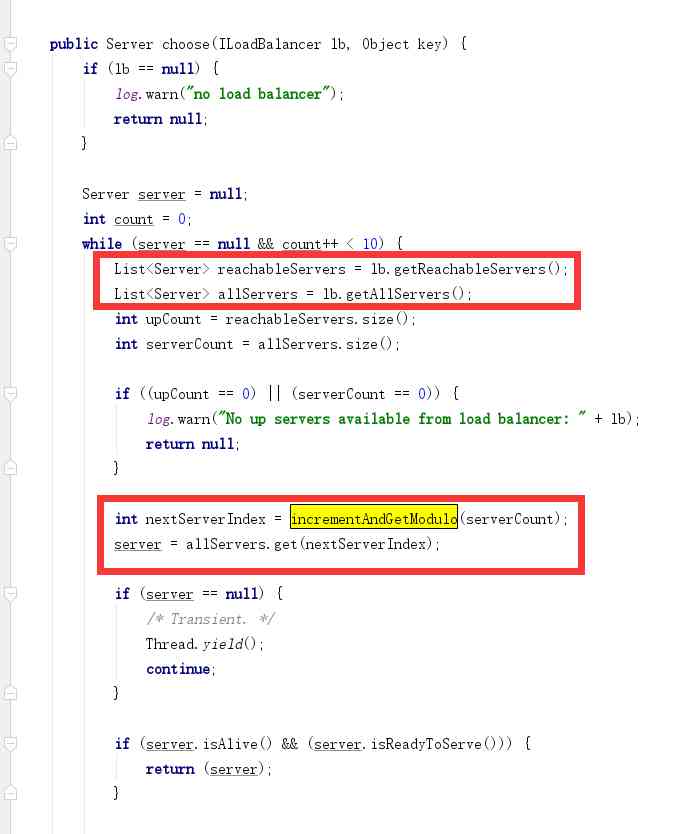 public Server choose(ILoadBalancer lb, Object key) {
if (lb == null) {
log.warn("no load balancer");
return null;
}
Server server = null;
int count = 0;
while (server == null && count++ < 10) {
List<Server> reachableServers = lb.getReachableServers();
List<Server> allServers = lb.getAllServers();
int upCount = reachableServers.size();
int serverCount = allServers.size();
if ((upCount == 0) || (serverCount == 0)) {
log.warn("No up servers available from load balancer: " + lb);
return null;
}
int nextServerIndex = incrementAndGetModulo(serverCount);
server = allServers.get(nextServerIndex);
if (server == null) {
/* Transient. */
Thread.yield();
continue;
}
if (server.isAlive() && (server.isReadyToServe())) {
return (server);
}